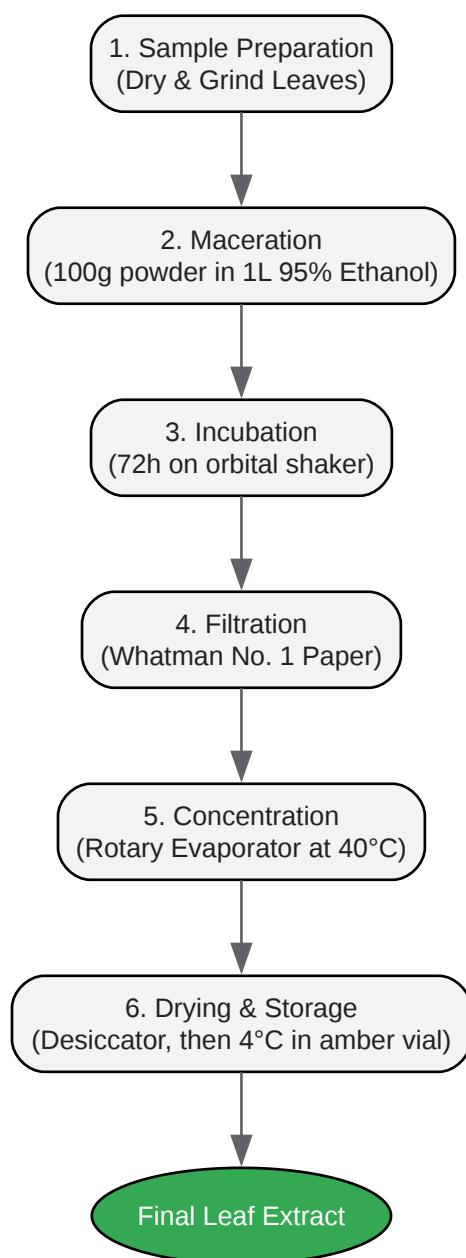 1. Sample Preparation
(Dry & Grind Leaves)
2. Maceration
(100g powder in 1L 95% Ethanol)
3. Incubation
(72h on orbital shaker)
4. Filtration
(Whatman No. 1 Paper)
5. Concentration
(Rotary Evaporator at 40°C)
6. Drying & Storage
(Desiccator, then 4°C in amber vial)
Final Leaf Extract